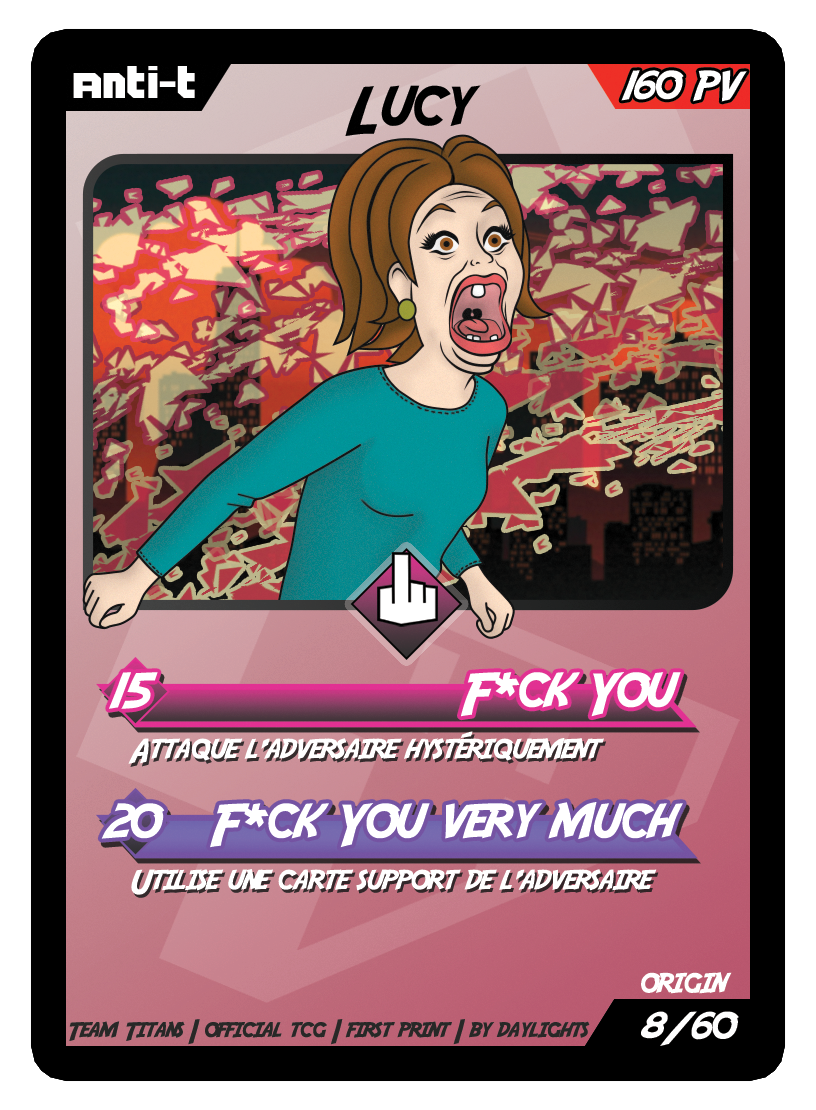 anti-t
Lucy
160 PV
15 F*ck You
Attaque l'adversaire hystériquement
20 F*ck You very Much
Utilise une carte support de l'adversaire
origin
8/60
Team Titans | official tcg | first print | by daylights